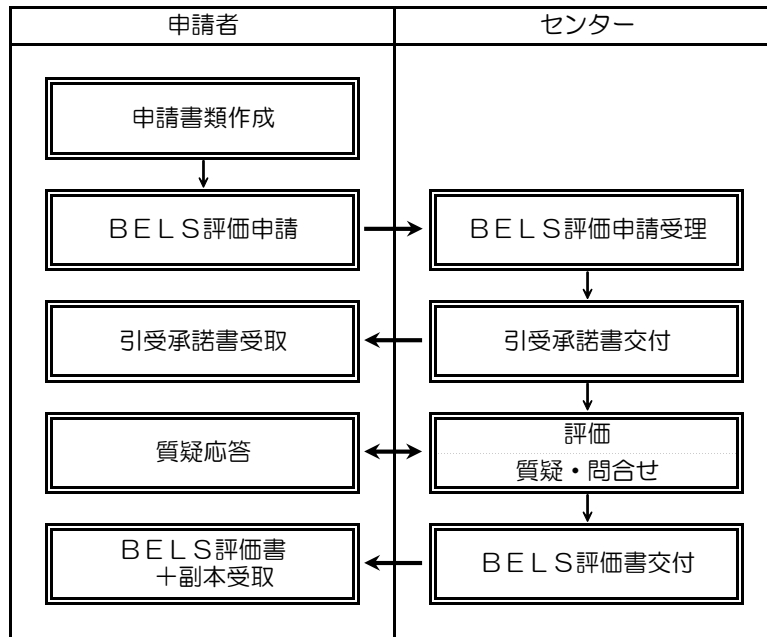 申請者
センター
申請書類作成
ＢＥＬＳ評価申請
ＢＥＬＳ評価申請受理
引受承諾書受取
引受承諾書交付
質疑応答
評価
質疑・問合せ
ＢＥＬＳ評価書
＋副本受取
ＢＥＬＳ評価書交付